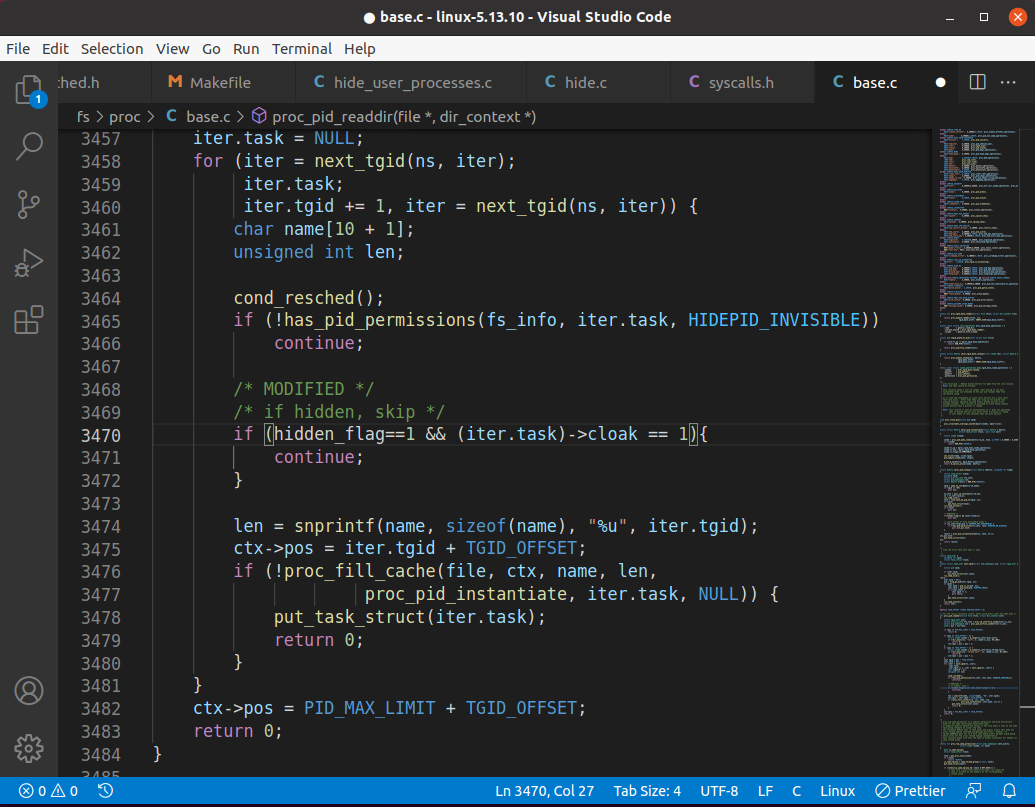 ● base.c - linux-5.13.10 - Visual Studio Code
File Edit Selection View Go Run Terminal Help
1
hed.h M Makefile C hide_user_processes.c C hide.c C syscalls.h C base.c ● ···
fs > proc > C base.c > proc_pid_readdir(file *, dir_context *)
3457 iter.task = NULL;
3458 for (iter = next_tgid(ns, iter);
3459 iter.task;
3460 iter.tgid += 1, iter = next_tgid(ns, iter)) {
3461 char name[10 + 1];
3462 unsigned int len;
3463
3464 cond_resched();
3465 if (!has_pid_permissions(fs_info, iter.task, HIDEPID_INVISIBLE))
3466 continue;
3467
3468 /* MODIFIED */
3469 /* if hidden, skip */
3470 if (hidden_flag==1 && (iter.task)->cloak == 1){
3471 continue;
3472 }
3473
3474 len = snprintf(name, sizeof(name), "%u", iter.tgid);
3475 ctx->pos = iter.tgid + TGID_OFFSET;
3476 if (!proc_fill_cache(file, ctx, name, len,
3477 proc_pid_instantiate, iter.task, NULL)) {
3478 put_task_struct(iter.task);
3479 return 0;
3480 }
3481 }
3482 ctx->pos = PID_MAX_LIMIT + TGID_OFFSET;
3483 return 0;
3484 }
3485
0 0 Ln 3470, Col 27 Tab Size: 4 UTF-8 LF C Linux Prettier